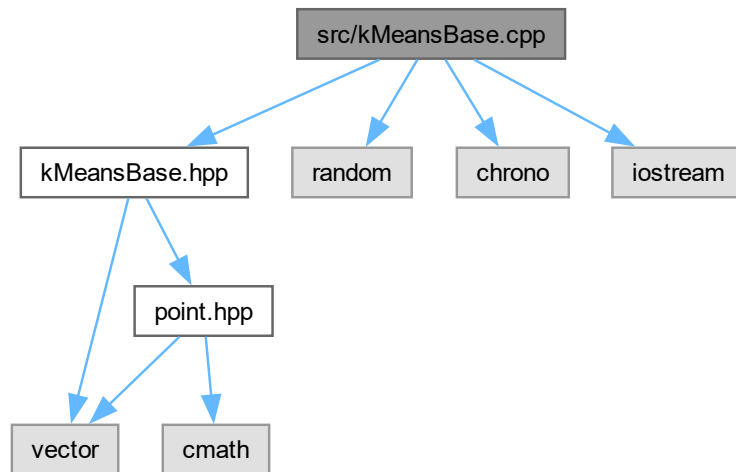 src/kMeansBase.cpp
kMeansBase.hpp
random
chrono
iostream
point.hpp
vector
cmath